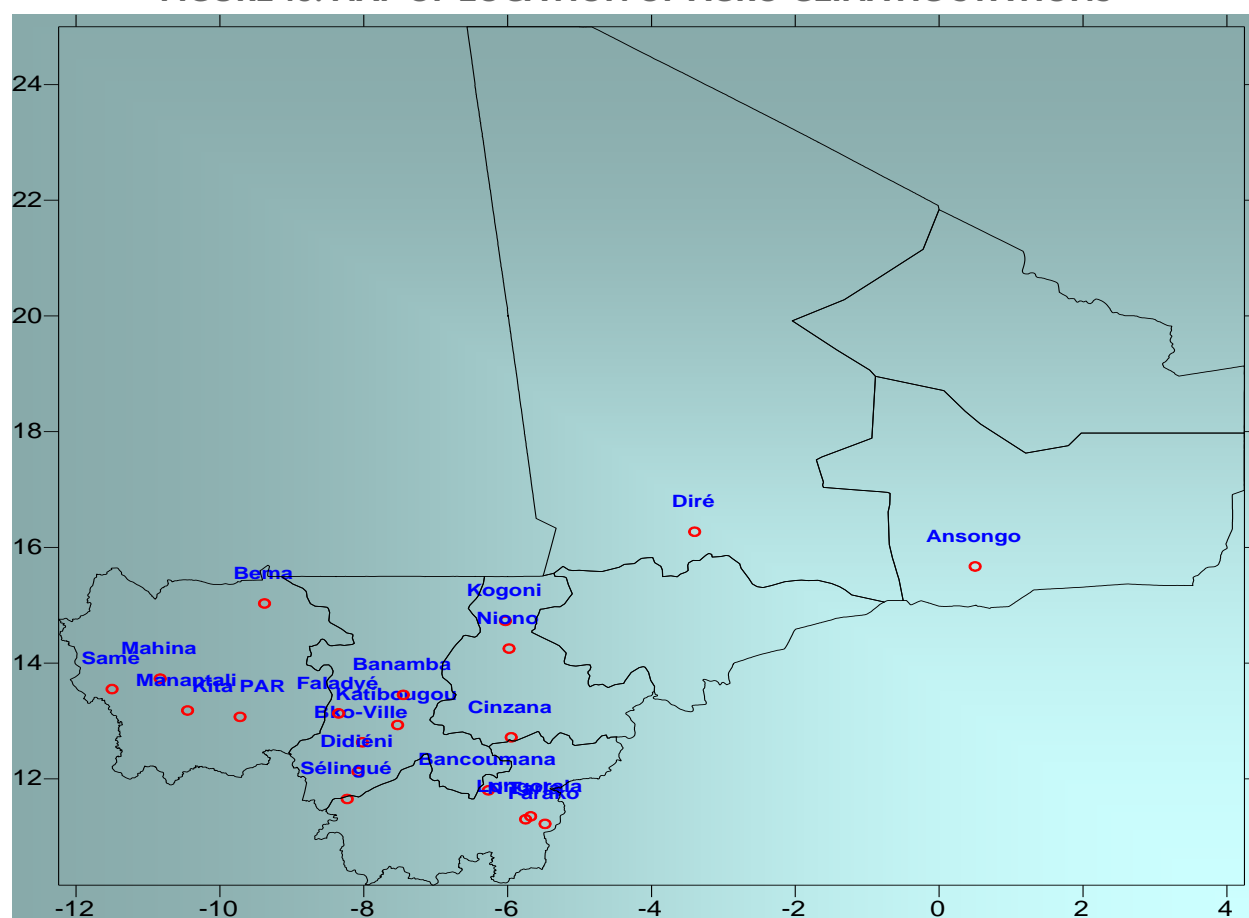 24
22
20
18
16
14
12
Diré
Ansongo
Bema
Kogoni
Niono
Mahina
Samé
Manantali
Kita PAR
Banamba
Faladyé
Katibougou
Bko-Ville
Cinzana
Didiéni
Sélingué
Bancoumana
Farako
-12 -10 -8 -6 -4 -2 0 2 4